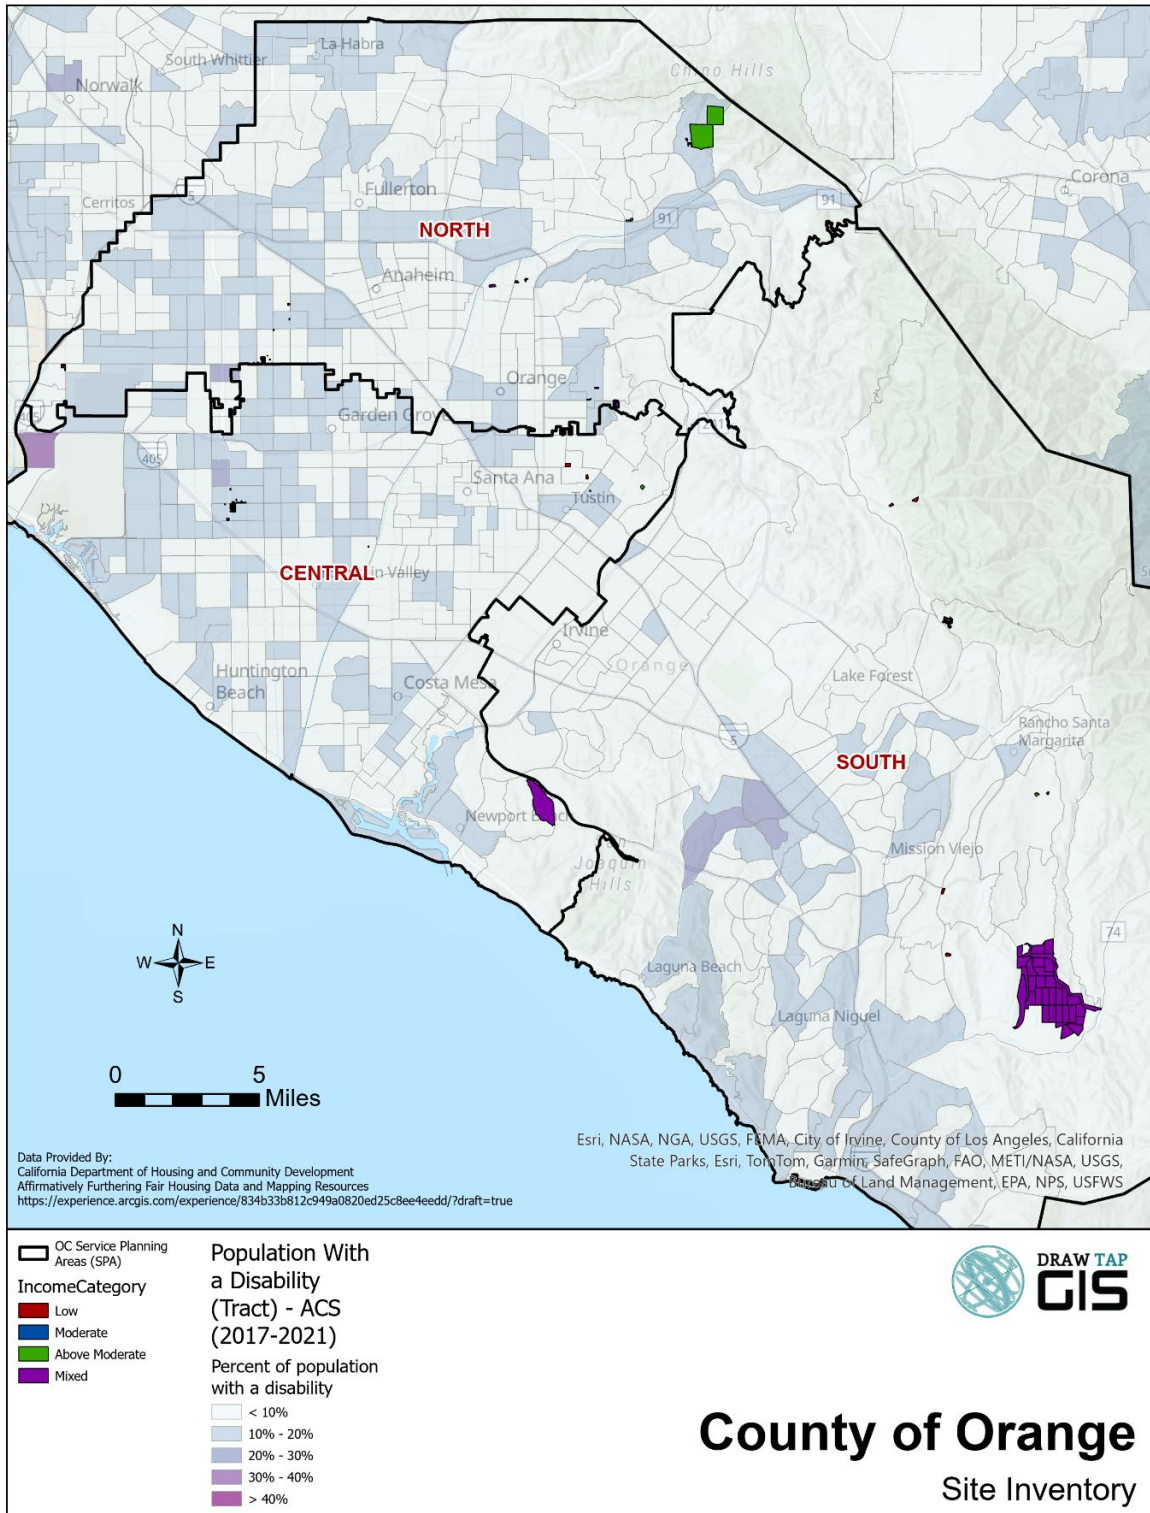 La Habra
South Whittier
Chino Hills
Norwalk
5
Corona
Fullerton
91
Cerritos
91
NORTH
Anaheim
Orange
405
Garden Grove
241
405
Santa Ana
Tustin
CENTRAL
in Valley
Irvine
Orange
Huntington
Beach
Costa Mesa
Lake Forest
Rancho Santa
Margarita
5
SOUTH
Newport Beach
Mission Viejo
Joaquin
Hills
74
N
W
E
S
Laguna Beach
Laguna Niguel
0 5
Miles
Esri, NASA, NGA, USGS, FEMA, City of Irvine, County of Los Angeles, California
State Parks, Esri, TomTom, Garmin, SafeGraph, FAO, METI/NASA, USGS,
Bureau of Land Management, EPA, NPS, USFWS
Data Provided By:
California Department of Housing and Community Development
Affirmatively Furthering Fair Housing Data and Mapping Resources
https://experience.arcgis.com/experience/834b33b812c949a0820ed25c8ee4eedd/?draft=true
OC Service Planning
Areas (SPA)
IncomeCategory
Low
Moderate
Above Moderate
Mixed
Population With
a Disability
(Tract) - ACS
(2017-2021)
Percent of population
with a disability
< 10%
10% - 20%
20% - 30%
30% - 40%
> 40%
DRAW TAP
GIS
County of Orange
Site Inventory